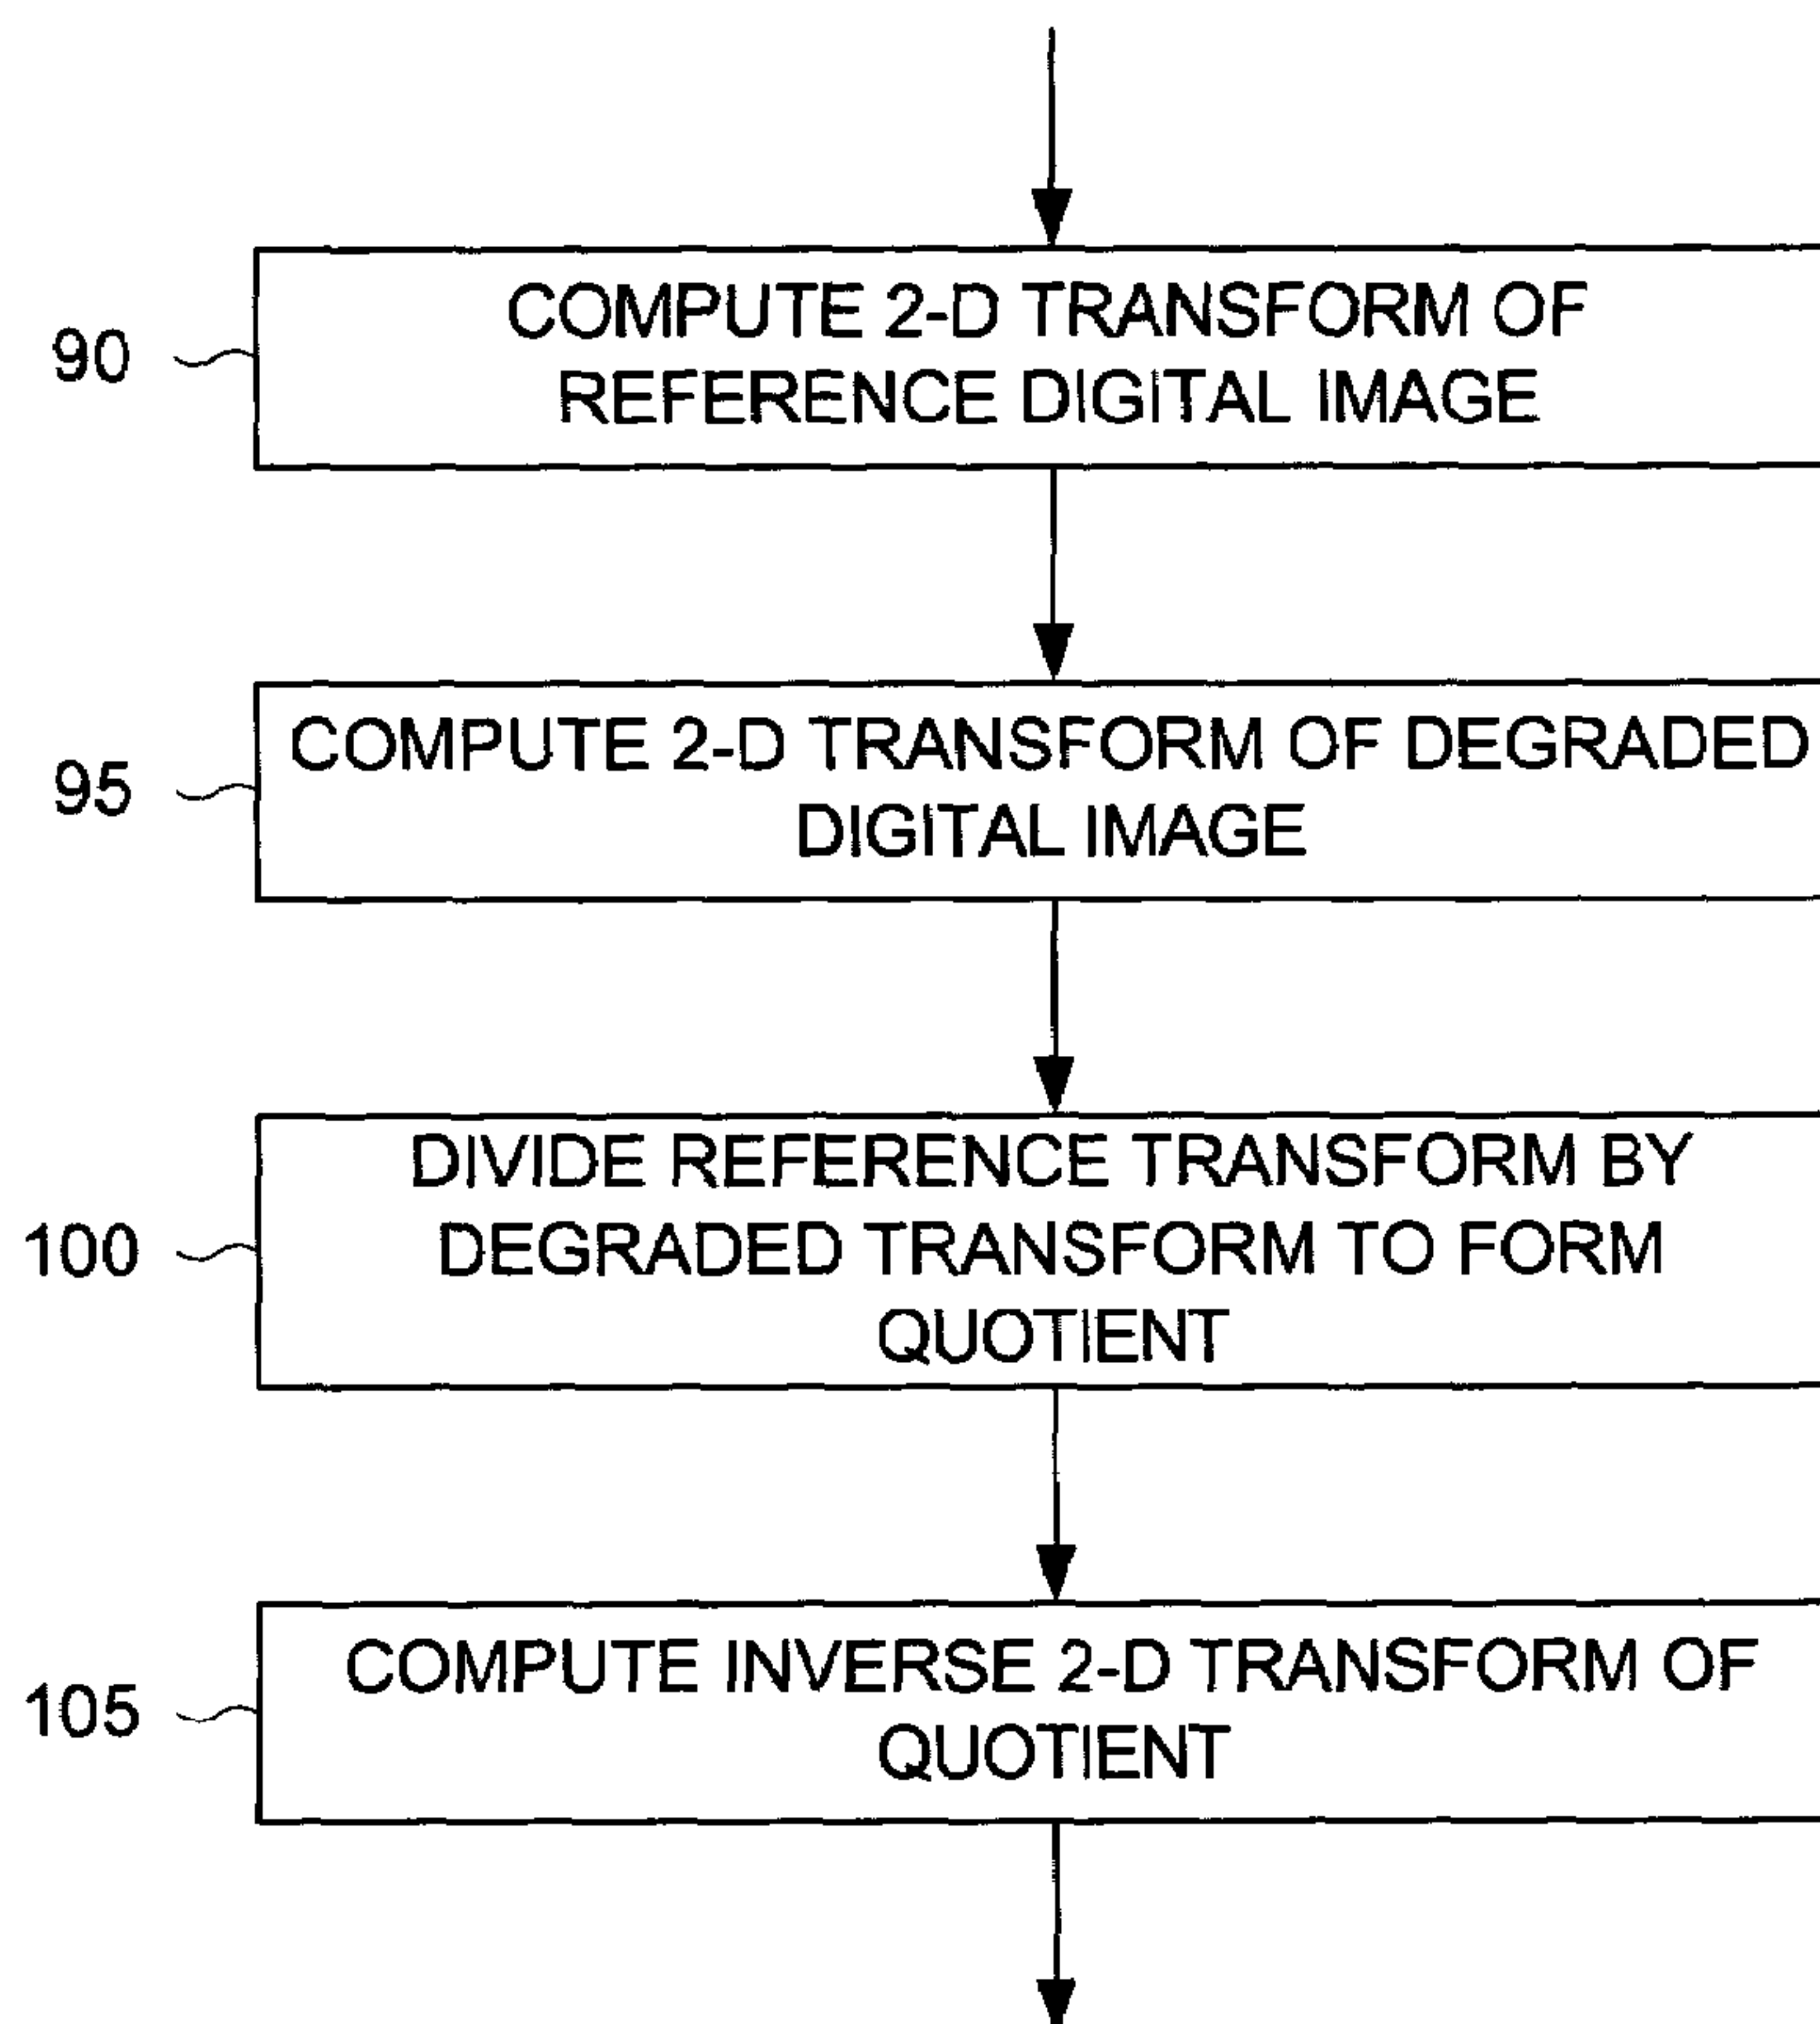 90
COMPUTE 2-D TRANSFORM OF
REFERENCE DIGITAL IMAGE
95
COMPUTE 2-D TRANSFORM OF DEGRADED
DIGITAL IMAGE
100
DIVIDE REFERENCE TRANSFORM BY
DEGRADED TRANSFORM TO FORM
QUOTIENT
105
COMPUTE INVERSE 2-D TRANSFORM OF
QUOTIENT